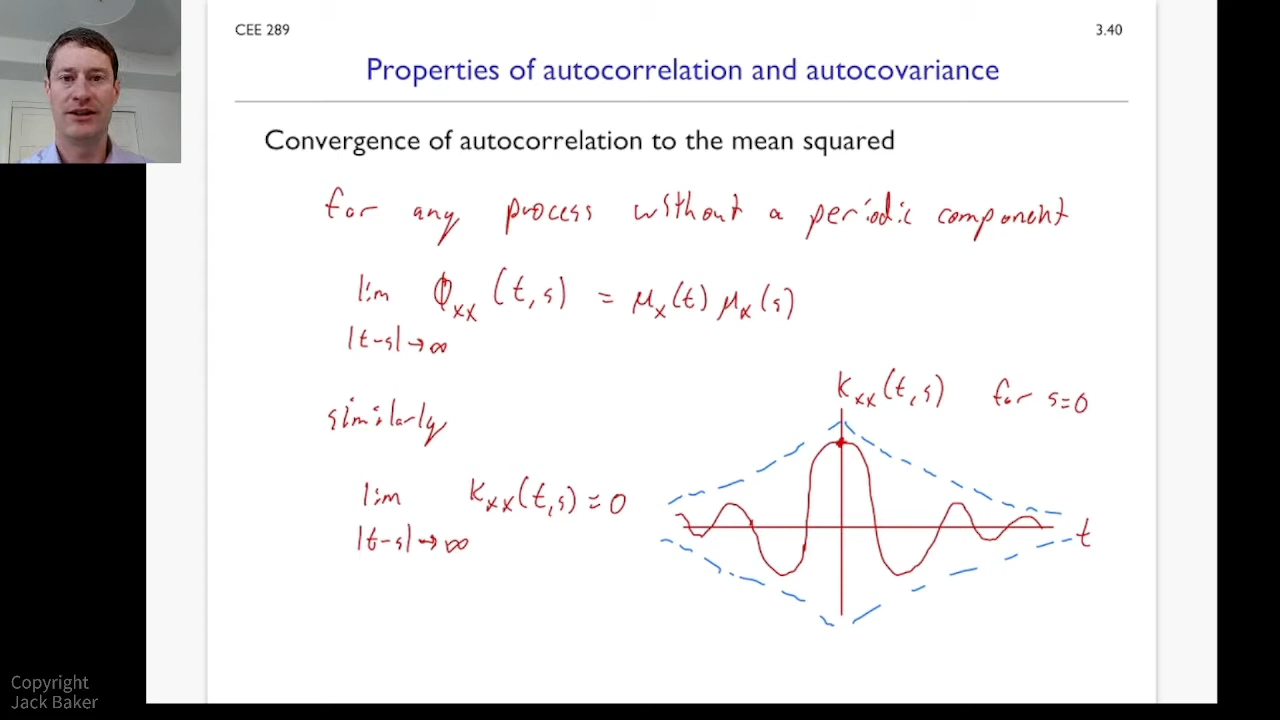 CEE 289
3.40
Properties of autocorrelation and autocovariance
Convergence of autocorrelation to the mean squared
for any process without a periodic component
lim ϕxx (t,s) = μx(t) μx(s)
|t-s|→∞
Kxx(t,s) for s=0
similarly
lim Kxx(t,s) = 0
|t-s|→∞
t
Copyright
Jack Baker